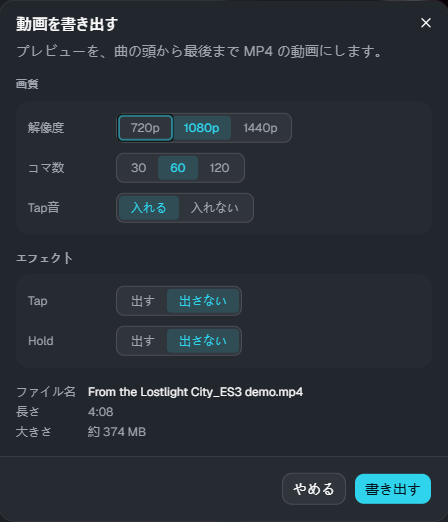 動画を書き出す
プレビューを、曲の頭から最後まで MP4 の動画にします。
画質
解像度 720p 1080p 1440p
コマ数 30 60 120
Tap音 入れる 入れない
エフェクト
Tap 出す 出さない
Hold 出す 出さない
ファイル名 From the Lostlight City_ES3 demo.mp4
長さ 4:08
大きさ 約 374 MB
やめる 書き出す